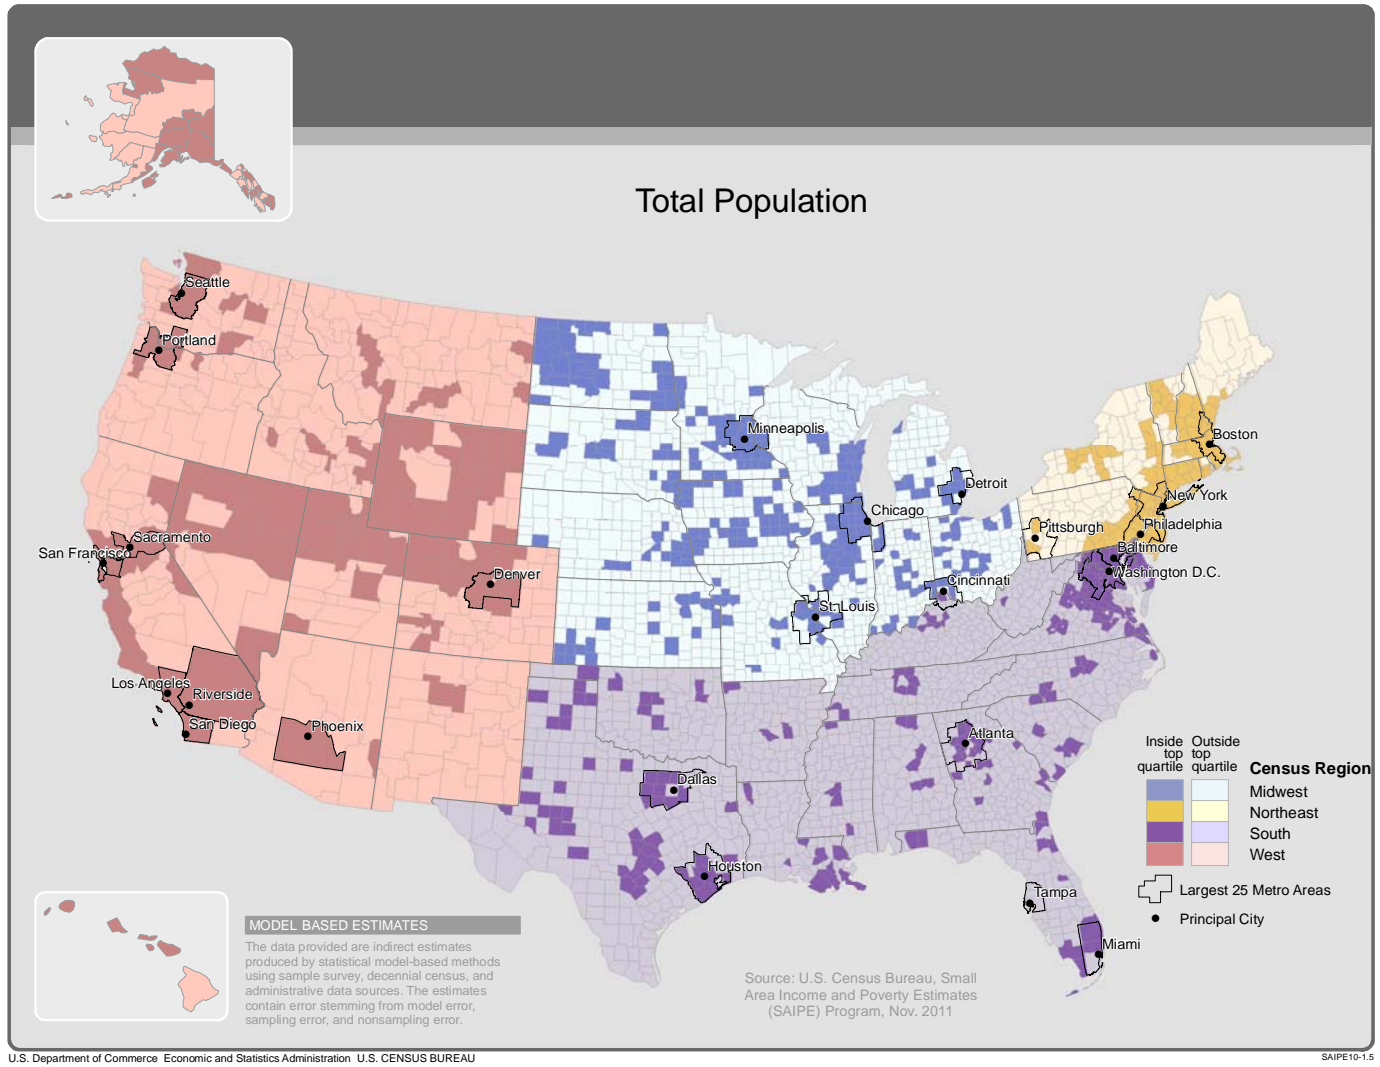 Total Population
Seattle
Portland
Minneapolis
Boston
Detroit
New York
Chicago
Pittsburgh
Philadelphia
Sacramento
Baltimore
San Francisco
Washington D.C.
Denver
Cincinnati
St. Louis
Los Angeles
Riverside
San Diego
Phoenix
Atlanta
Dallas
Houston
Tampa
Miami
Inside top quartile
Outside top quartile
Census Region
Midwest
Northeast
South
West
Largest 25 Metro Areas
Principal City
MODEL BASED ESTIMATES
The data provided are indirect estimates
produced by statistical model-based methods
using sample survey, decennial census, and
administrative data sources. The estimates
contain error stemming from model error,
sampling error, and nonsampling error.
Source: U.S. Census Bureau, Small
Area Income and Poverty Estimates
(SAIPE) Program, Nov. 2011
U.S. Department of Commerce Economic and Statistics Administration U.S. CENSUS BUREAU
SAIPE10-1.5